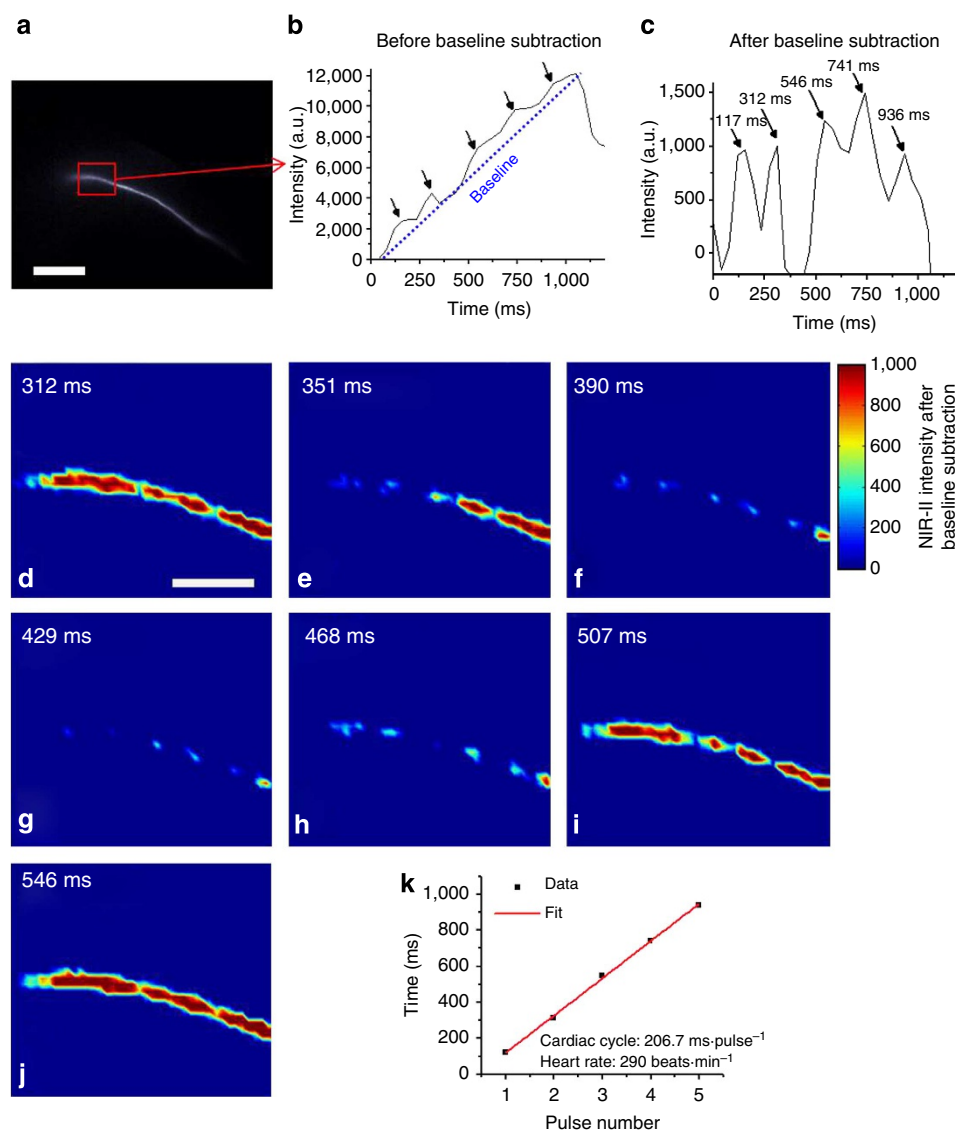 a
b
Before baseline subtraction
Intensity (a.u.)
12,000
10,000
8,000
6,000
4,000
2,000
0
Baseline
0
250
500
750
1,000
Time (ms)
c
After baseline subtraction
Intensity (a.u.)
1,500
1,000
500
0
117 ms
312 ms
546 ms
741 ms
936 ms
0
250
500
750
1,000
Time (ms)
312 ms
d
351 ms
e
390 ms
f
1,000
800
600
400
200
0
NIR-II intensity after
baseline subtraction
429 ms
g
468 ms
h
507 ms
i
546 ms
j
k
Time (ms)
1,000
800
600
400
200
0
Data
Fit
Cardiac cycle: 206.7 ms·pulse⁻¹
Heart rate: 290 beats·min⁻¹
1
2
3
4
5
Pulse number